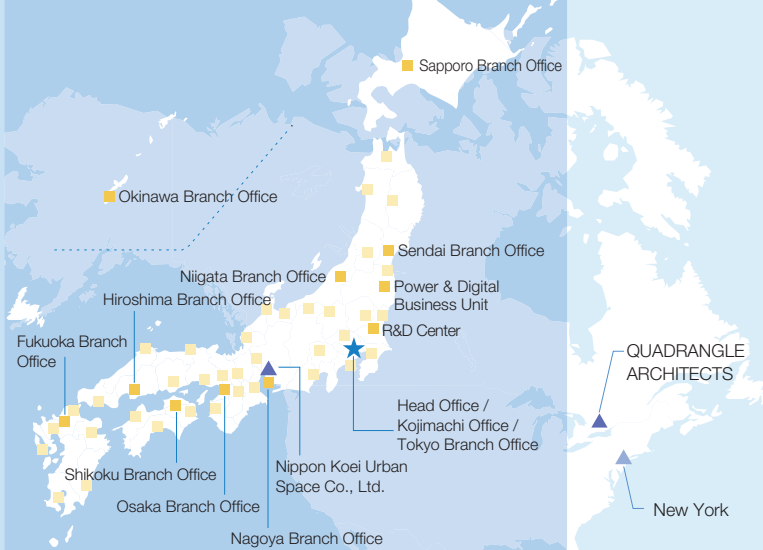 Sapporo Branch Office
Okinawa Branch Office
Sendai Branch Office
Niigata Branch Office
Power & Digital
Business Unit
Hiroshima Branch Office
R&D Center
Fukuoka Branch
Office
QUADRANGLE
ARCHITECTS
Head Office /
Kojimachi Office /
Tokyo Branch Office
Nippon Koei Urban
Space Co., Ltd.
Shikoku Branch Office
Osaka Branch Office
New York
Nagoya Branch Office